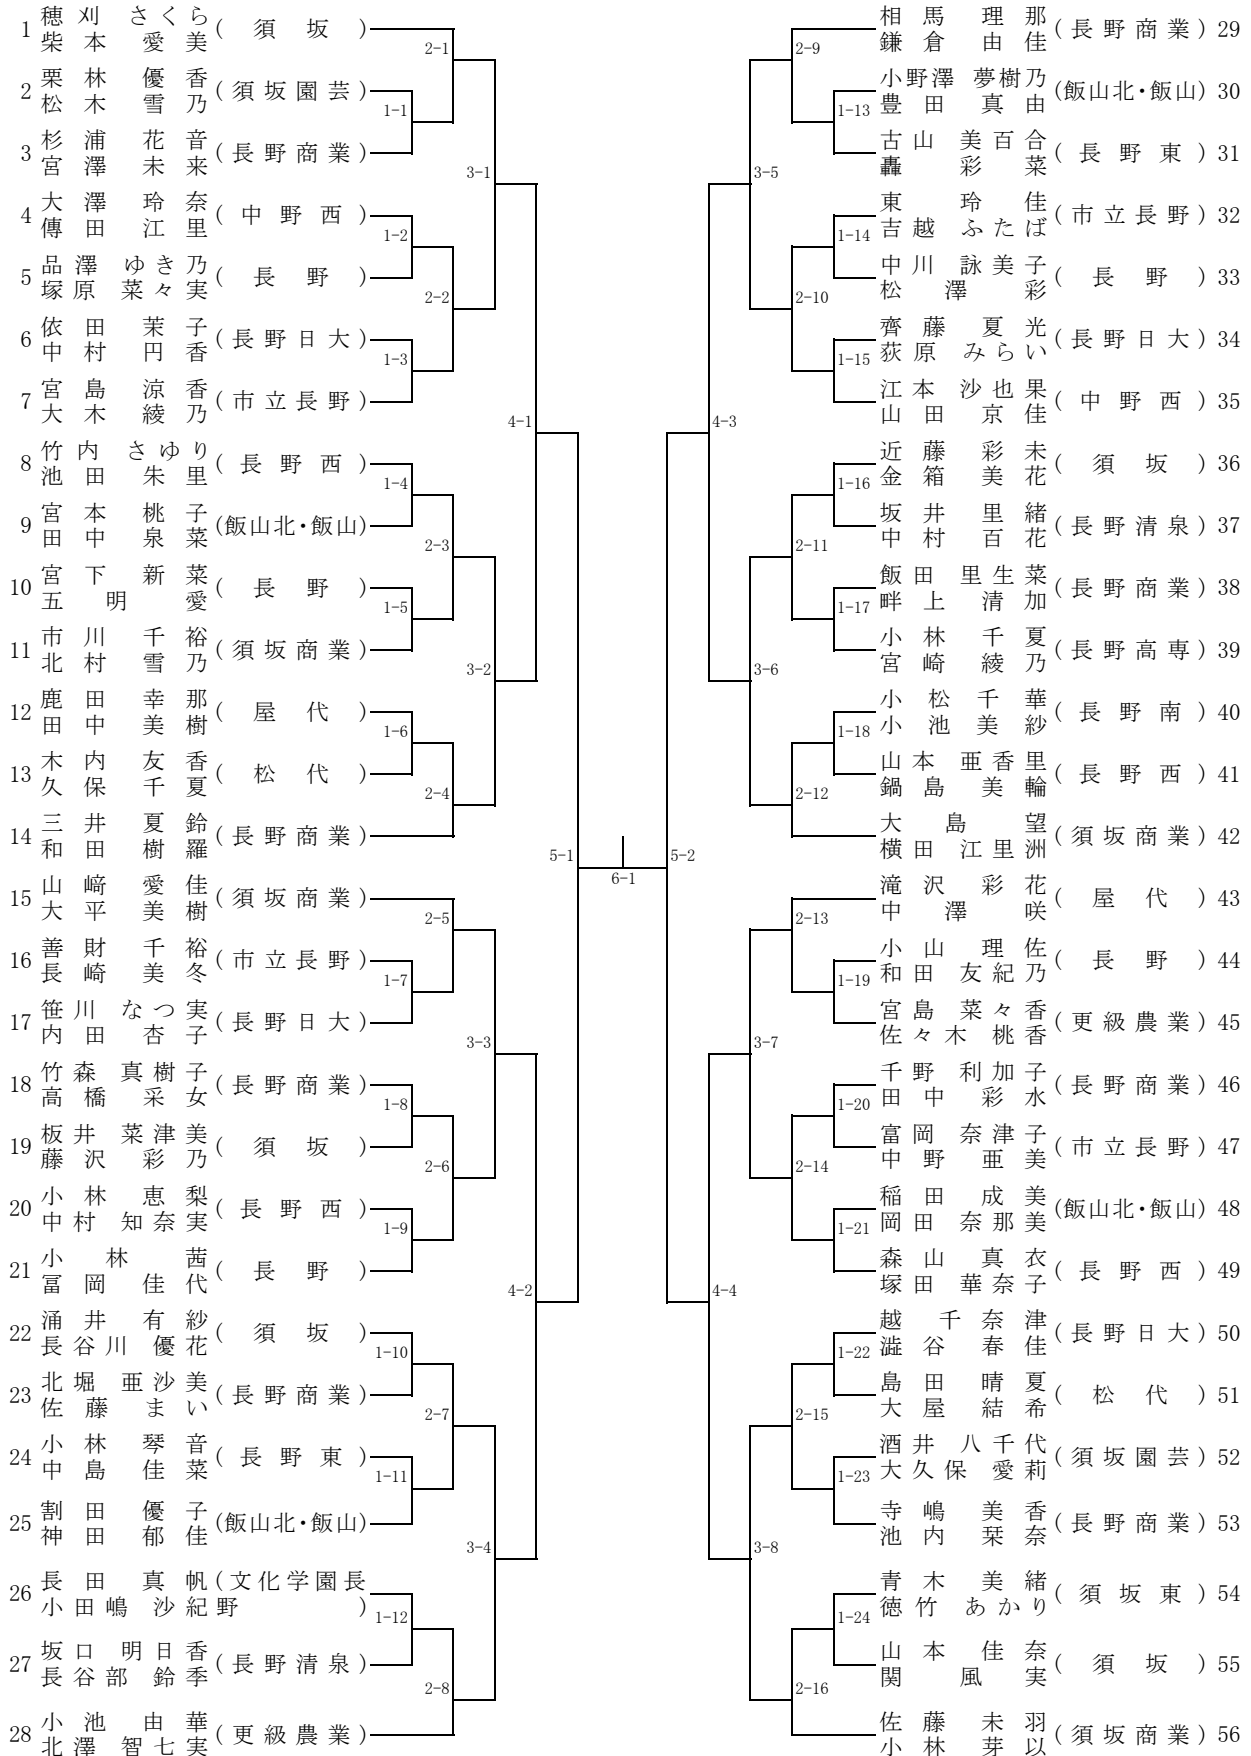 1 穂刈 さくら (須坂)
柴本 愛美
2 栗林 優香 (須坂園芸)
松木 雪乃
3 杉浦 花音 (長野商業)
宮澤 未来
4 大澤 玲奈 (中野西)
傳田 江里
5 品澤 ゆき乃 (長野)
塚原 菜々実
6 依田 茉子 (長野日大)
中村 円香
7 宮島 涼香 (市立長野)
大木 綾乃
8 竹内 さゆり (長野西)
池田 朱里
9 宮本 桃子 (飯山北・飯山)
田中 泉菜
10 宮下 新菜 (長野)
五明 愛
11 市川 千裕 (須坂商業)
北村 雪乃
12 鹿田 幸那 (屋代)
田中 美樹
13 木内 友香 (松代)
久保 千夏
14 三井 夏鈴 (長野商業)
和田 樹羅
15 山﨑 愛佳 (須坂商業)
大平 美樹
16 善財 千裕 (市立長野)
長崎 美冬
17 笹川 なつ実 (長野日大)
内田 杏子
18 竹森 真樹子 (長野商業)
高橋 采女
19 板井 菜津美 (須坂)
藤沢 彩乃
20 小林 恵梨 (長野西)
中村 知奈実
21 小林 茜 (長野)
冨岡 佳代
22 涌井 有紗 (須坂)
長谷川 優花
23 北堀 亜沙美 (長野商業)
佐藤 まい
24 小林 琴音 (長野東)
中島 佳菜
25 割田 優子 (飯山北・飯山)
神田 郁佳
26 長田 真帆 (文化学園長
小田嶋 沙紀 野)
27 坂口 明日香 (長野清泉)
長谷部 鈴季
28 小池 由華 (更級農業)
北澤 智七実
2-1
1-1
3-1
1-2
2-2
1-3
4-1
1-4
2-3
1-5
3-2
1-6
2-4
5-1
2-5
1-7
3-3
1-8
2-6
1-9
4-2
1-10
2-7
1-11
3-4
1-12
2-8
6-1
5-2
2-9
1-13
3-5
1-14
2-10
1-15
4-3
1-16
2-11
1-17
3-6
1-18
2-12
2-13
1-19
3-7
1-20
2-14
1-21
4-4
1-22
2-15
1-23
3-8
1-24
2-16
相馬 理那 (長野商業) 29
鎌倉 由佳
小野澤 夢樹乃 (飯山北・飯山) 30
豊田 真由
古山 美百合 (長野東) 31
轟 彩菜
東 玲佳 (市立長野) 32
吉越 ふたば
中川 詠美子 (長野) 33
松澤 彩
齊藤 夏光 (長野日大) 34
荻原 みらい
江本 沙也果 (中野西) 35
山田 京佳
近藤 彩未 (須坂) 36
金箱 美花
坂井 里緒 (長野清泉) 37
中村 百花
飯田 里生菜 (長野商業) 38
畔上 清加
小林 千夏 (長野高専) 39
宮崎 綾乃
小松 千華 (長野南) 40
小池 美紗
山本 亜香里 (長野西) 41
鍋島 美輪
大島 望 (須坂商業) 42
横田 江里洲
滝沢 彩花 (屋代) 43
中澤 咲
小山 理佐 (長野) 44
和田 友紀乃
宮島 菜々香 (更級農業) 45
佐々木 桃香
千野 利加子 (長野商業) 46
田中 彩水
富岡 奈津子 (市立長野) 47
中野 亜美
稲田 成美 (飯山北・飯山) 48
岡田 奈那美
森山 真衣 (長野西) 49
塚田 華奈子
越 千奈津 (長野日大) 50
澁谷 春佳
島田 晴夏 (松代) 51
大屋 結希
酒井 八千代 (須坂園芸) 52
大久保 愛莉
寺嶋 美香 (長野商業) 53
池内 栞奈
青木 美緒 (須坂東) 54
徳竹 あかり
山本 佳奈 (須坂) 55
関 風実
佐藤 未羽 (須坂商業) 56
小林 芽以